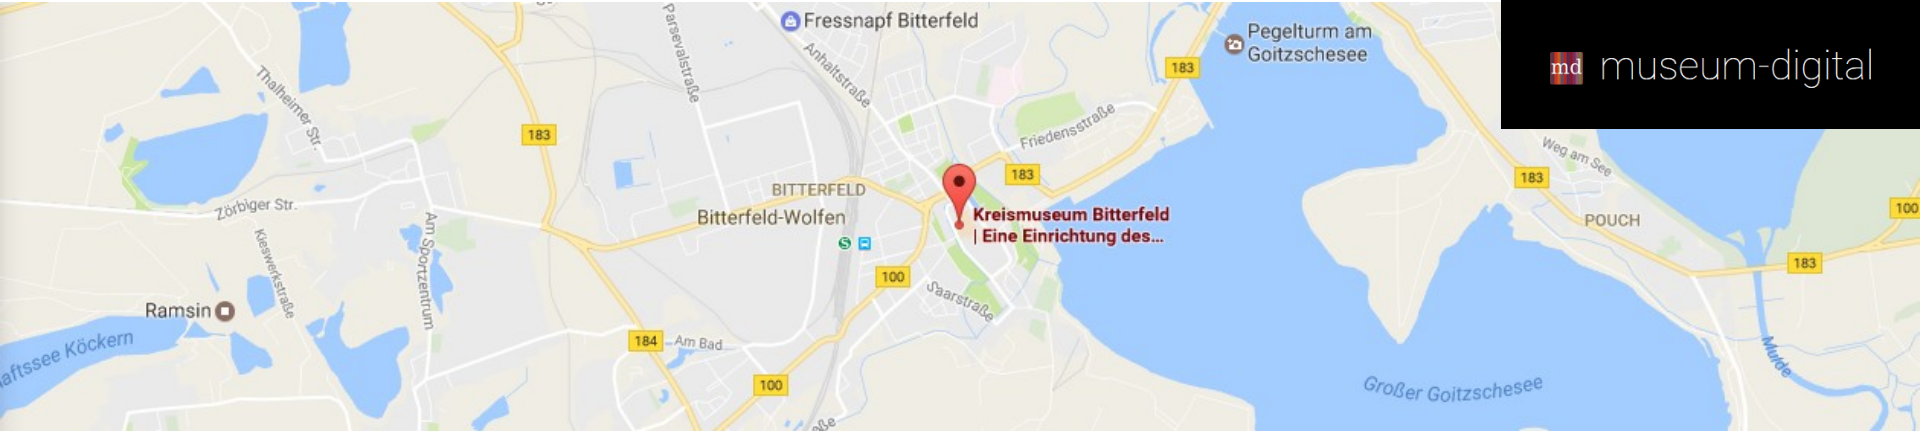 Fressnapf Bitterfeld
Pegelturm am
Goitzschesee
md museum-digital
Parsevalstraße
Anhaltstraße
183
Thalheimer Str.
183
Friedensstraße
Weg am See
183
183
BITTERFELD
Bitterfeld-Wolfen
Zörbiger Str.
Kreismuseum Bitterfeld
| Eine Einrichtung des...
POUCH
100
Am Sportzentrum
Kieswerkstraße
S
100
183
Saarstraße
Ramsin
184
Am Bad
Mulde
aftssee Köckern
100
Großer Goitzschesee
aße